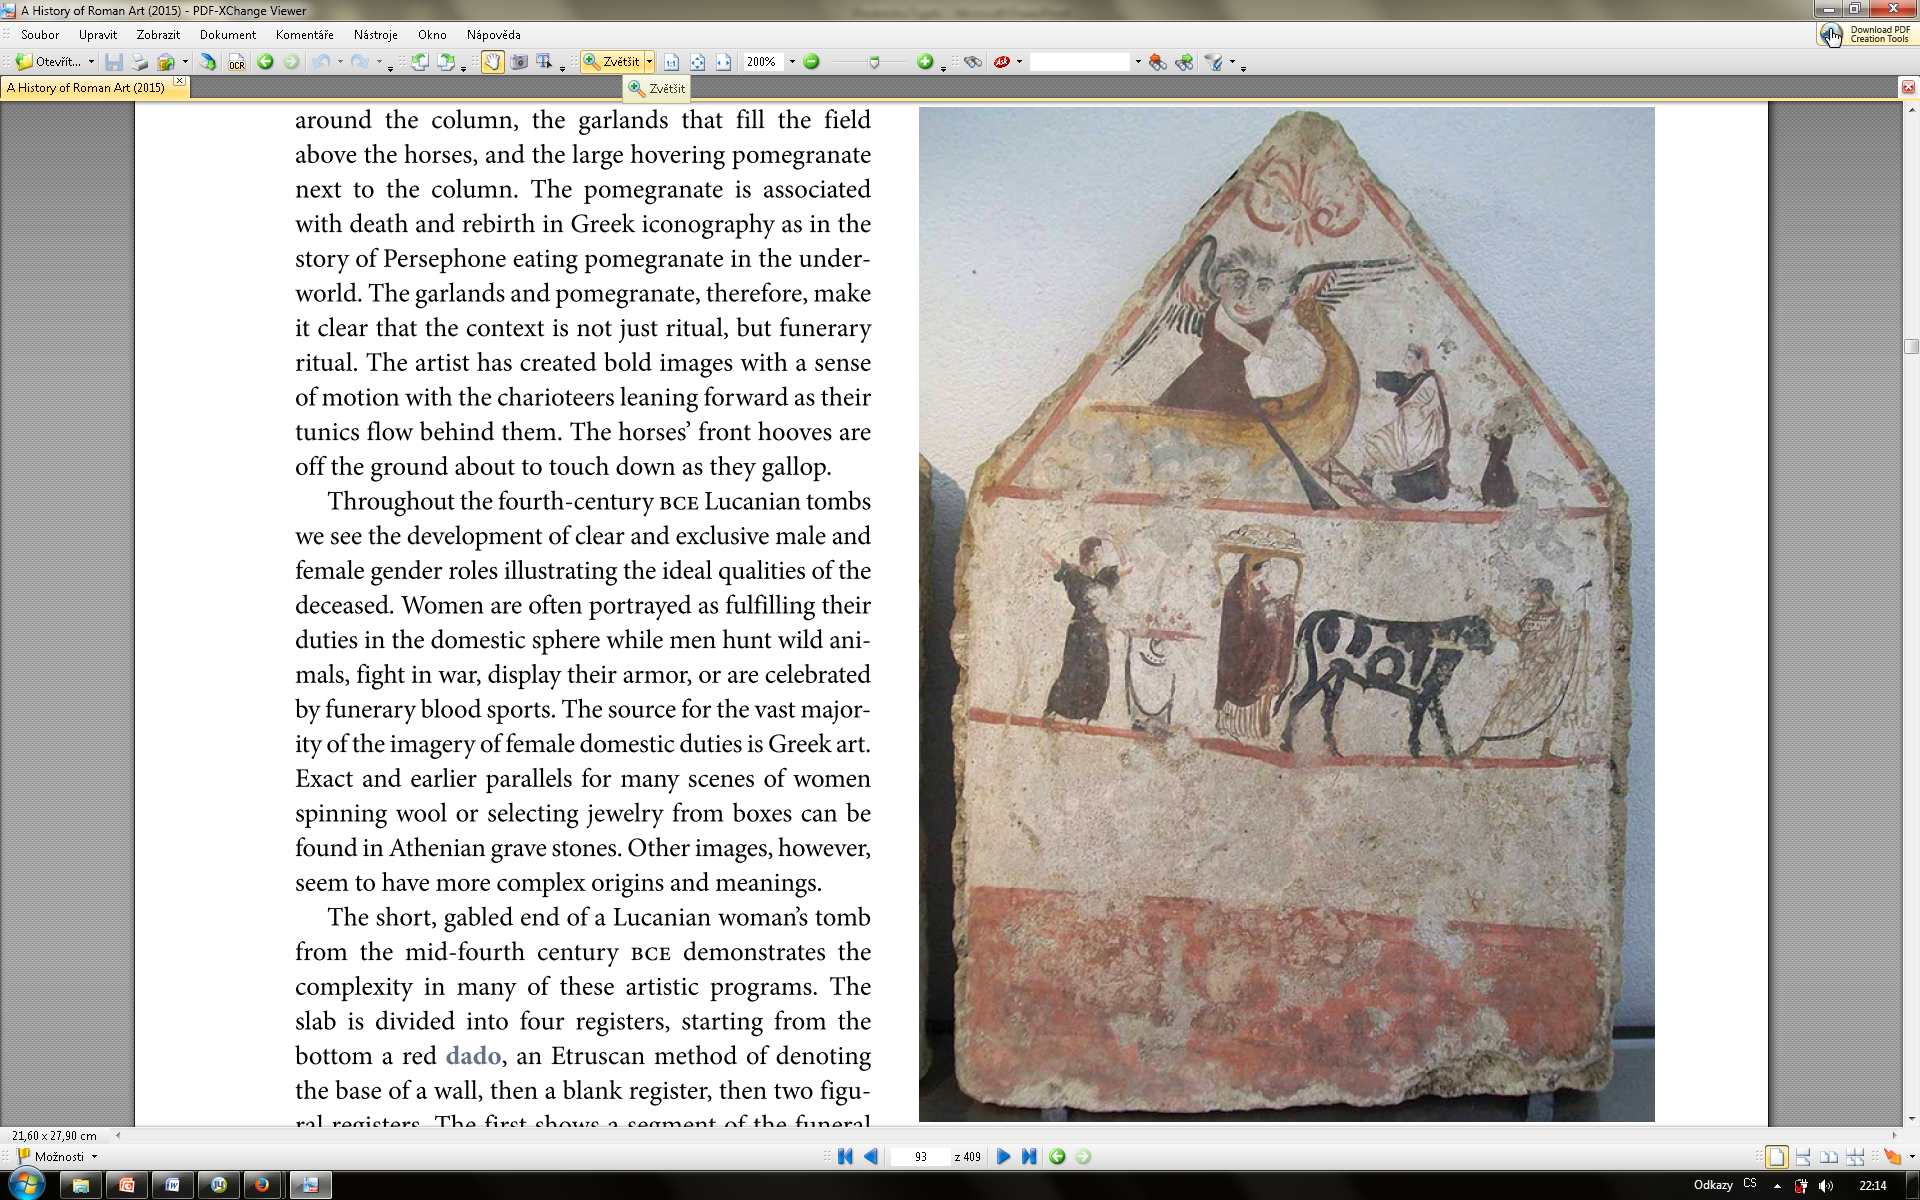 A History of Roman Art (2015) - PDF-XChange Viewer
Soubor Upravit Zobrazit Dokument Komentáře Nástroje Okno Nápověda
Download PDF
Creation Tools
Otevřít... OCR Zvětšit 1:1 200% Ask
A History of Roman Art (2015)
Zvětšit
around the column, the garlands that fill the field
above the horses, and the large hovering pomegranate
next to the column. The pomegranate is associated
with death and rebirth in Greek iconography as in the
story of Persephone eating pomegranate in the under-
world. The garlands and pomegranate, therefore, make
it clear that the context is not just ritual, but funerary
ritual. The artist has created bold images with a sense
of motion with the charioteers leaning forward as their
tunics flow behind them. The horses’ front hooves are
off the ground about to touch down as they gallop.
Throughout the fourth-century BCE Lucanian tombs
we see the development of clear and exclusive male and
female gender roles illustrating the ideal qualities of the
deceased. Women are often portrayed as fulfilling their
duties in the domestic sphere while men hunt wild ani-
mals, fight in war, display their armor, or are celebrated
by funerary blood sports. The source for the vast major-
ity of the imagery of female domestic duties is Greek art.
Exact and earlier parallels for many scenes of women
spinning wool or selecting jewelry from boxes can be
found in Athenian grave stones. Other images, however,
seem to have more complex origins and meanings.
The short, gabled end of a Lucanian woman’s tomb
from the mid-fourth century BCE demonstrates the
complexity in many of these artistic programs. The
slab is divided into four registers, starting from the
bottom a red dado, an Etruscan method of denoting
the base of a wall, then a blank register, then two figu-
ral registers. The first shows a segment of the funeral
21,60 x 27,90 cm
Možnosti 93 z 409
Odkazy CS 22:14